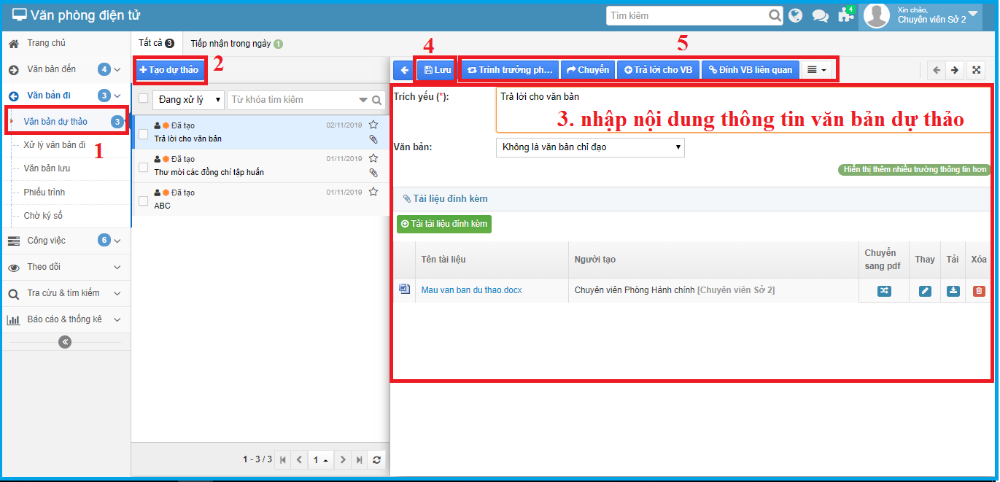 Văn phòng điện tử
Tìm kiếm
4
Xin chào,
Chuyên viên Sở 2
Trang chủ
Văn bản đến 4
Văn bản đi 3
Văn bản dự thảo 3
1
Xử lý văn bản đi
Văn bản lưu
Phiếu trình
Chờ ký số
Công việc 6
Theo dõi
Tra cứu & tìm kiếm
Báo cáo & thống kê
Tất cả 3 Tiếp nhận trong ngày 1
+ Tạo dự thảo 2
Đang xử lý Từ khóa tìm kiếm
Đã tạo 02/11/2019
Trả lời cho văn bản
Đã tạo 01/11/2019
Thư mời các đồng chí tập huấn
Đã tạo 01/11/2019
ABC
1 - 3 / 3 1
4 5
Lưu Trình trưởng ph... Chuyển Trả lời cho VB Đính VB liên quan
Trích yếu (*): Trả lời cho văn bản
3. nhập nội dung thông tin văn bản dự thảo
Văn bản: Không là văn bản chỉ đạo
Hiển thị thêm nhiều trường thông tin hơn
Tài liệu đính kèm
Tải tài liệu đính kèm
Tên tài liệu Người tạo Chuyển sang pdf Thay Tải Xóa
Mau van ban du thao.docx Chuyên viên Phòng Hành chính [Chuyên viên Sở 2]